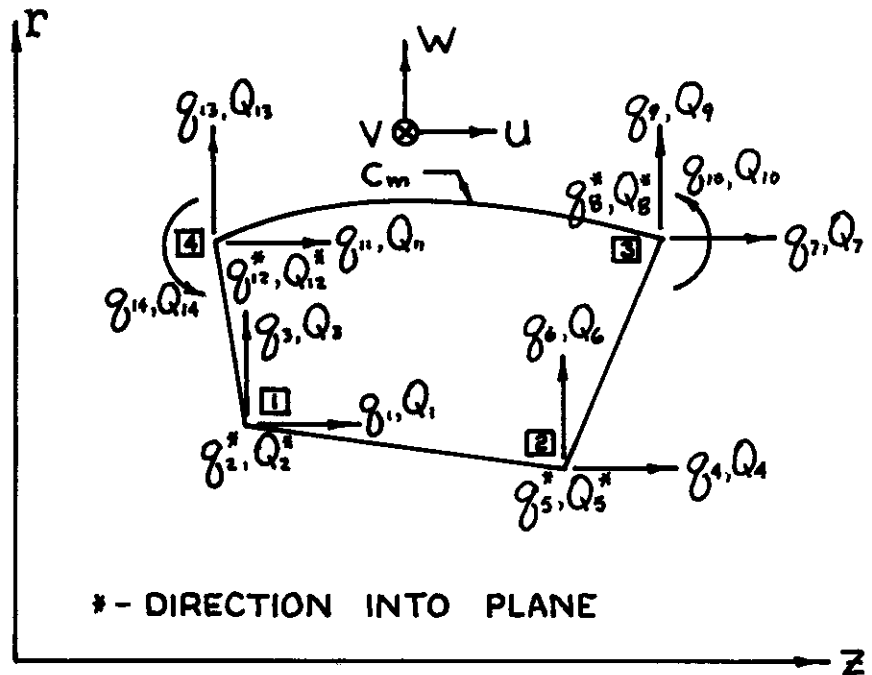 r
W
q13, Q13
q9, Q9
V
U
Cm
q10, Q10
q8*, Q8*
4
q11, Q11
3
q7, Q7
q12*, Q12*
q14, Q14
q3, Q3
q6, Q6
1
q1, Q1
2
q2*, Q2*
q4, Q4
q5*, Q5*
*- DIRECTION INTO PLANE
z